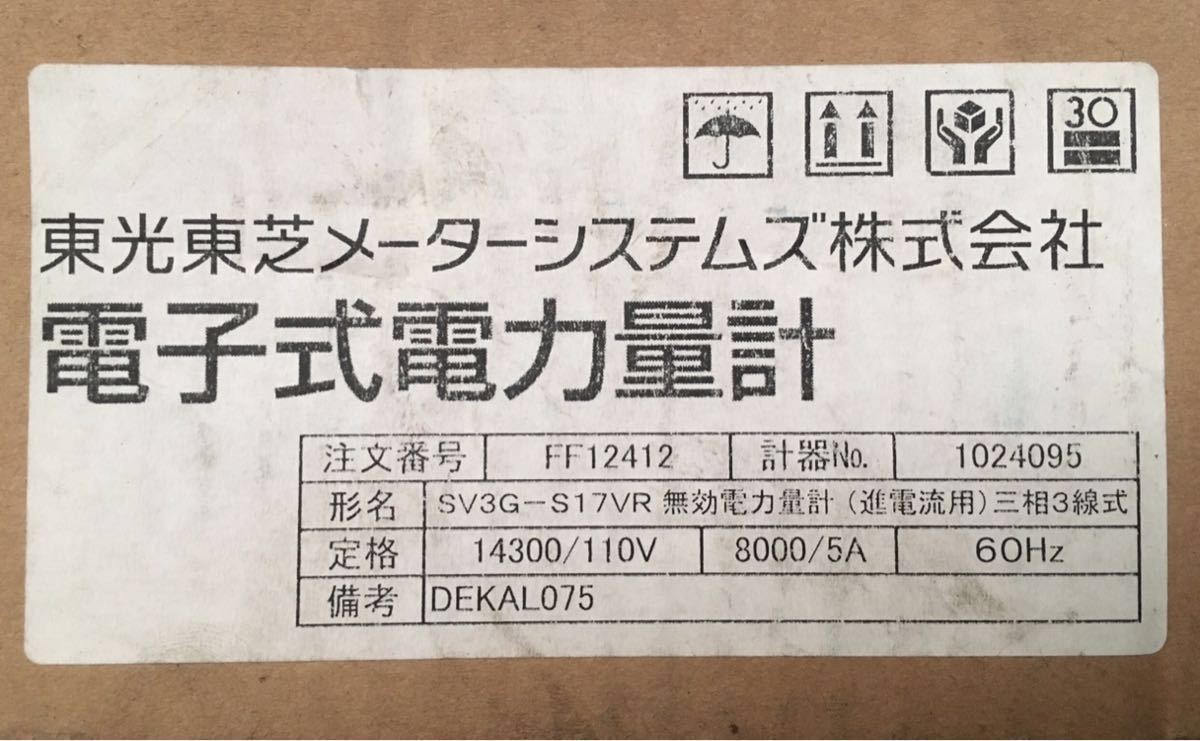 30
東光東芝メーターシステムズ株式会社
電子式電力量計
注文番号 FF12412 計器No. 1024095
形名 SV3G-S17VR 無効電力量計(進電流用)三相3線式
定格 14300/110V 8000/5A 60Hz
備考 DEKAL075